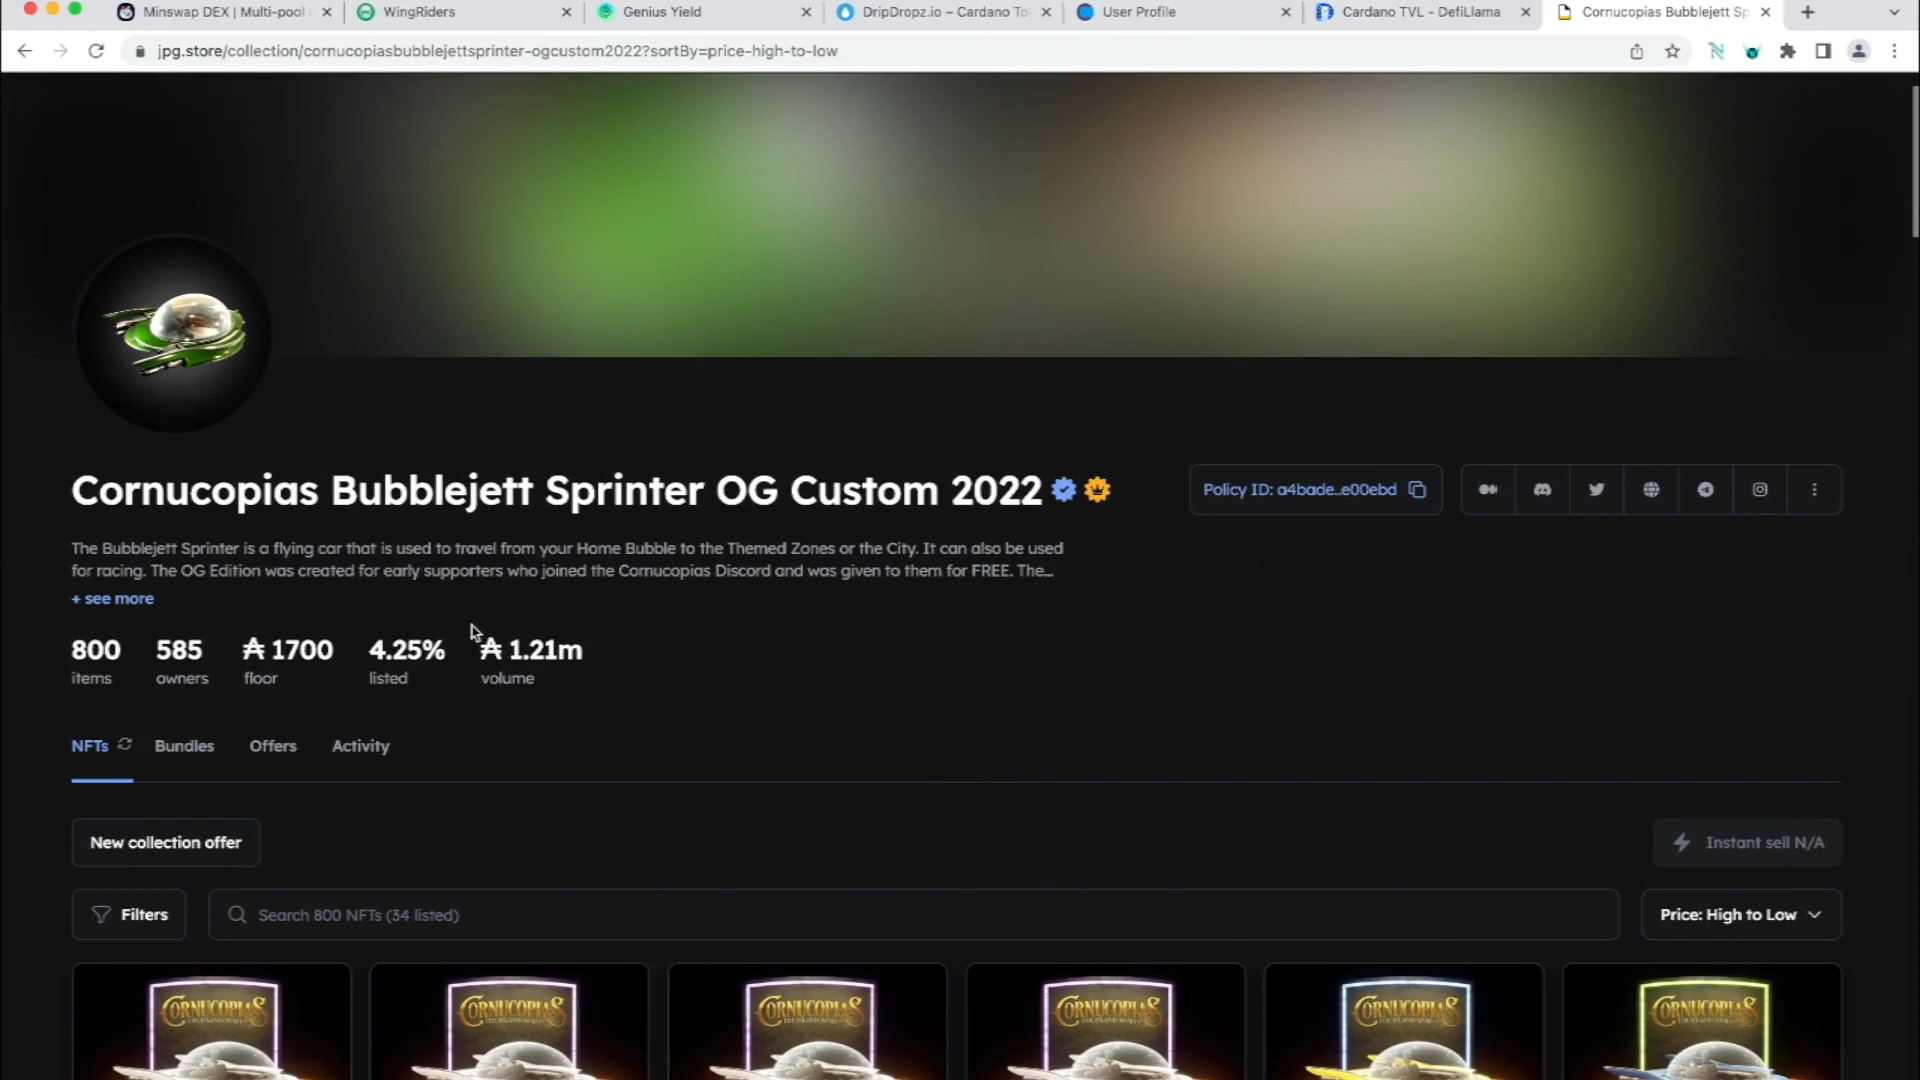 Minswap DEX | Multi-pool
WingRiders
Genius Yield
DripDropz.io – Cardano To
User Profile
Cardano TVL - DefiLlama
Cornucopias Bubblejett Sp
jpg.store/collection/cornucopiasbubblejettsprinter-ogcustom2022?sortBy=price-high-to-low
Cornucopias Bubblejett Sprinter OG Custom 2022
Policy ID: a4bade..e00ebd
The Bubblejett Sprinter is a flying car that is used to travel from your Home Bubble to the Themed Zones or the City. It can also be used
for racing. The OG Edition was created for early supporters who joined the Cornucopias Discord and was given to them for FREE. The...
+ see more
800 585 ₳ 1700 4.25% ₳ 1.21m
items owners floor listed volume
NFTs Bundles Offers Activity
New collection offer
Instant sell N/A
Filters
Search 800 NFTs (34 listed)
Price: High to Low
CORNUCOPIAS CORNUCOPIAS CORNUCOPIAS CORNUCOPIAS CORNUCOPIAS CORNUCOPIAS